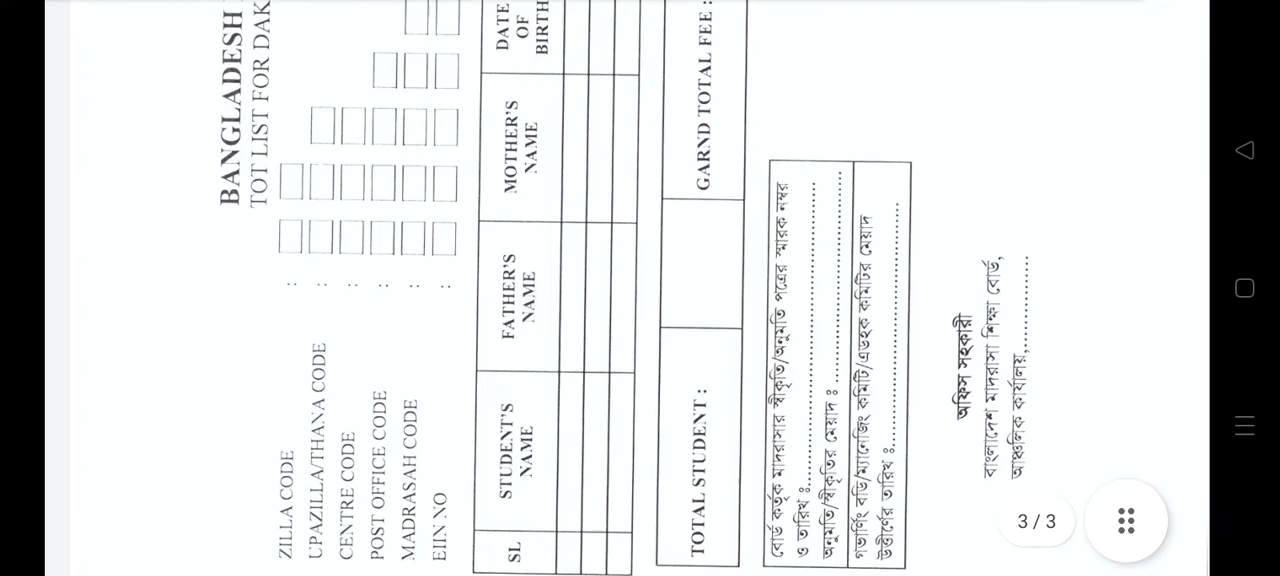 BANGLADESH
TOT LIST FOR DAK
ZILLA CODE :
UPAZILLA/THANA CODE :
CENTRE CODE :
POST OFFICE CODE :
MADRASAH CODE :
EIIN NO :
SL
STUDENT'S
NAME
FATHER'S
NAME
MOTHER'S
NAME
DATE
OF
BIRTH
TOTAL STUDENT :
GARND TOTAL FEE :
বোর্ড কর্তৃক মাদরাসার স্বীকৃতি/অনুমতি পত্রের স্মারক নম্বর
ও তারিখ ঃ..........................................................
অনুমতি/স্বীকৃতির মেয়াদ ঃ ..........................................
গভার্ণিং বডি/ম্যানেজিং কমিটি/এডহক কমিটির মেয়াদ
উত্তীর্ণের তারিখ ঃ..................................................
অফিস সহকারী
বাংলাদেশ মাদরাসা শিক্ষা বোর্ড,
আঞ্চলিক কার্যালয়,...................
3 / 3